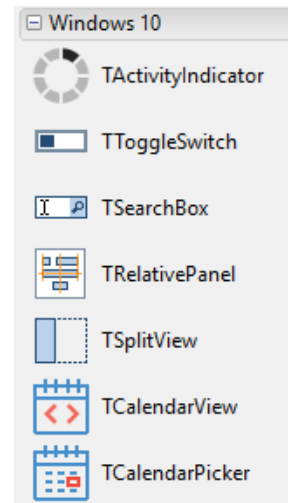 Windows 10
TActivityIndicator
TToggleSwitch
TSearchBox
TRelativePanel
TSplitView
TCalendarView
TCalendarPicker